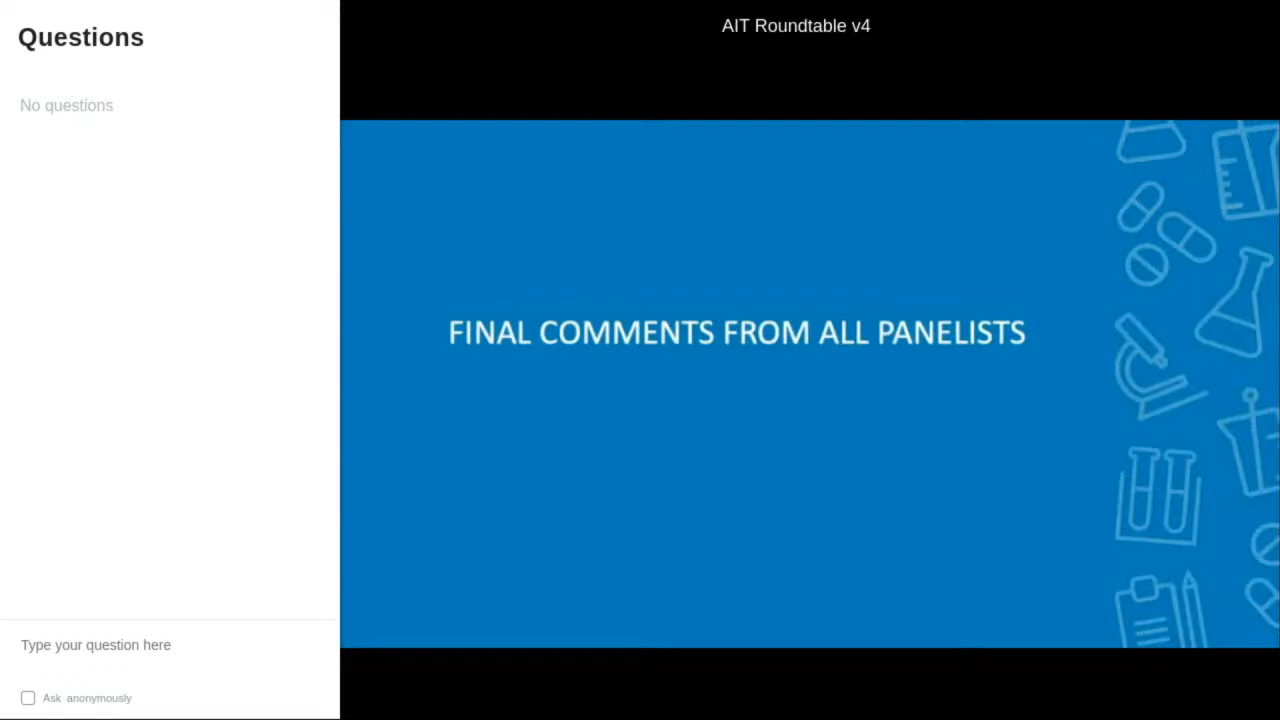 Questions
No questions
Type your question here
Ask anonymously
AIT Roundtable v4
FINAL COMMENTS FROM ALL PANELISTS